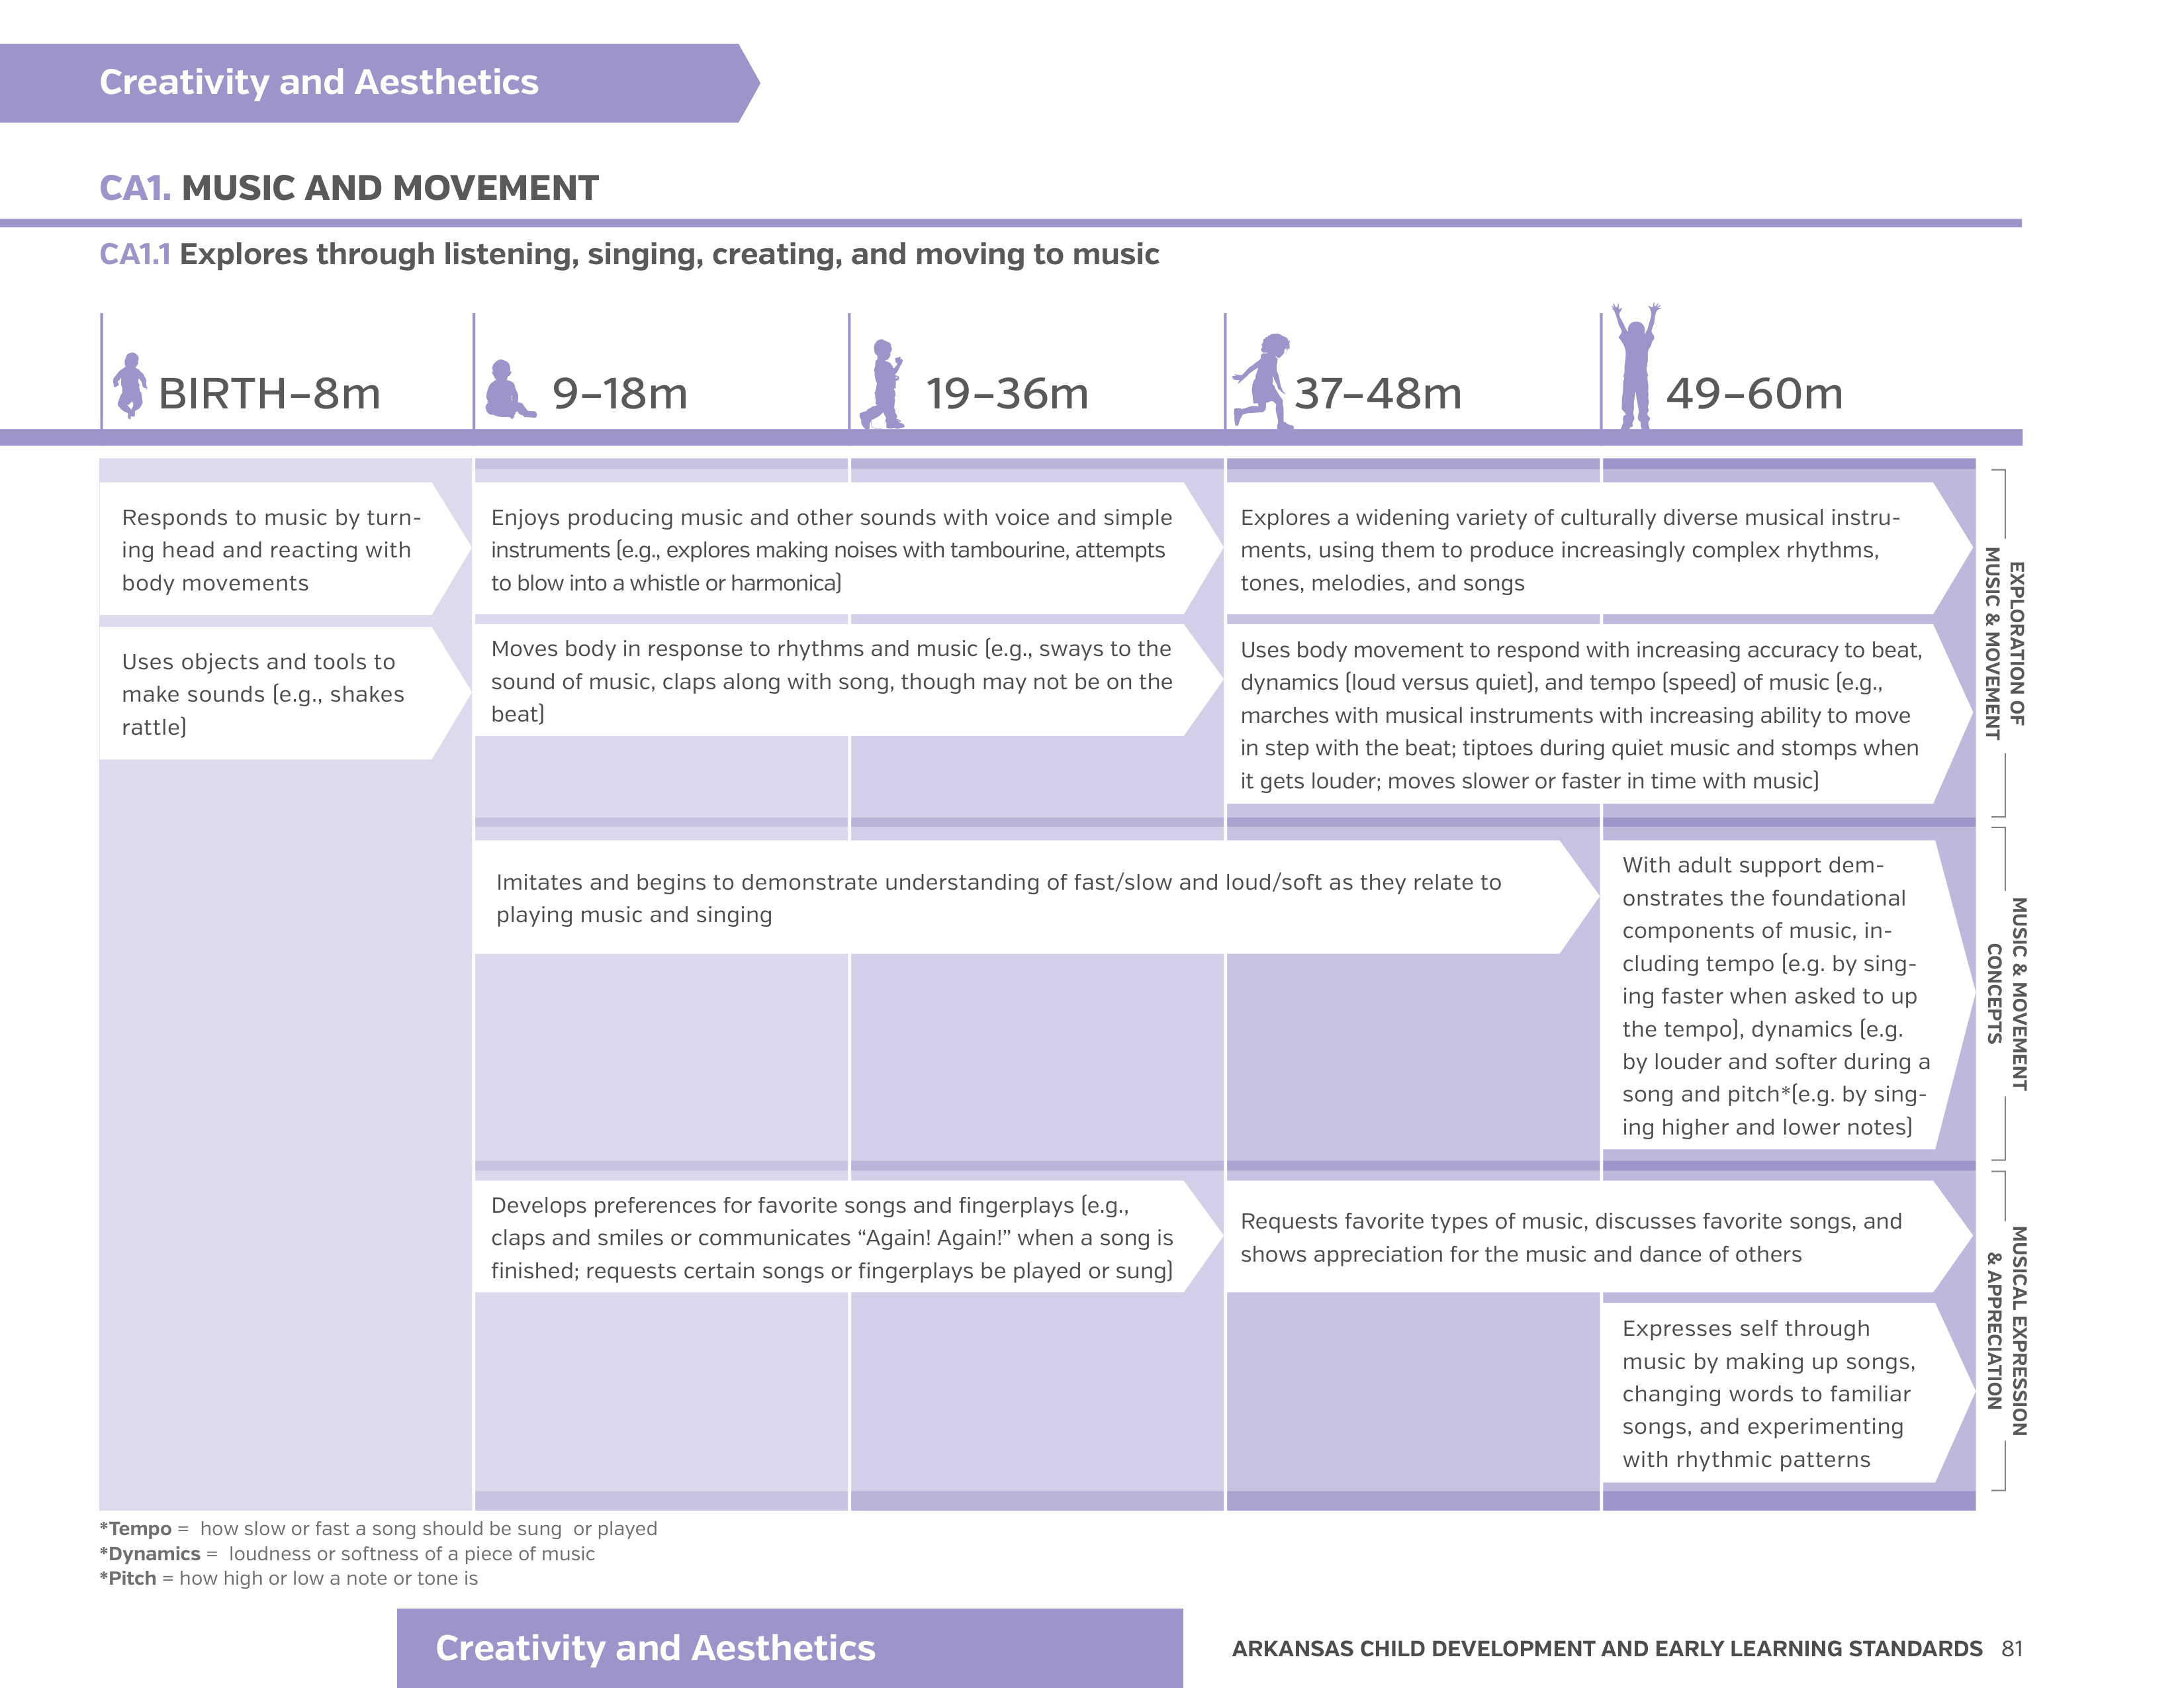 Creativity and Aesthetics
CA1. MUSIC AND MOVEMENT
CA1.1 Explores through listening, singing, creating, and moving to music
BIRTH–8m
9–18m
19–36m
37–48m
49–60m
Responds to music by turn-
ing head and reacting with
body movements
Enjoys producing music and other sounds with voice and simple
instruments (e.g., explores making noises with tambourine, attempts
to blow into a whistle or harmonica)
Explores a widening variety of culturally diverse musical instru-
ments, using them to produce increasingly complex rhythms,
tones, melodies, and songs
Uses objects and tools to
make sounds (e.g., shakes
rattle)
Moves body in response to rhythms and music (e.g., sways to the
sound of music, claps along with song, though may not be on the
beat)
Uses body movement to respond with increasing accuracy to beat,
dynamics (loud versus quiet), and tempo (speed) of music (e.g.,
marches with musical instruments with increasing ability to move
in step with the beat; tiptoes during quiet music and stomps when
it gets louder; moves slower or faster in time with music)
EXPLORATION OF
MUSIC & MOVEMENT
Imitates and begins to demonstrate understanding of fast/slow and loud/soft as they relate to
playing music and singing
With adult support dem-
onstrates the foundational
components of music, in-
cluding tempo (e.g. by sing-
ing faster when asked to up
the tempo), dynamics (e.g.
by louder and softer during a
song and pitch*(e.g. by sing-
ing higher and lower notes)
MUSIC & MOVEMENT
CONCEPTS
Develops preferences for favorite songs and fingerplays (e.g.,
claps and smiles or communicates “Again! Again!” when a song is
finished; requests certain songs or fingerplays be played or sung)
Requests favorite types of music, discusses favorite songs, and
shows appreciation for the music and dance of others
Expresses self through
music by making up songs,
changing words to familiar
songs, and experimenting
with rhythmic patterns
MUSICAL EXPRESSION
& APPRECIATION
*Tempo = how slow or fast a song should be sung or played
*Dynamics = loudness or softness of a piece of music
*Pitch = how high or low a note or tone is
Creativity and Aesthetics
ARKANSAS CHILD DEVELOPMENT AND EARLY LEARNING STANDARDS 81